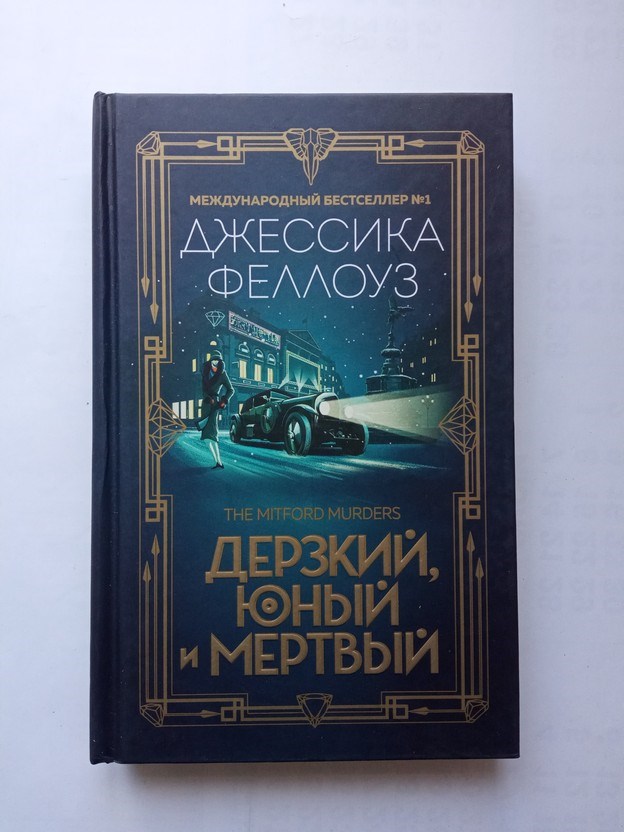 МЕЖДУНАРОДНЫЙ БЕСТСЕЛЛЕР №1
ДЖЕССИКА
ФЕЛЛОУЗ
THE MITFORD MURDERS
ДЕРЗКИЙ,
ЮНЫЙ
И МЕРТВЫЙ